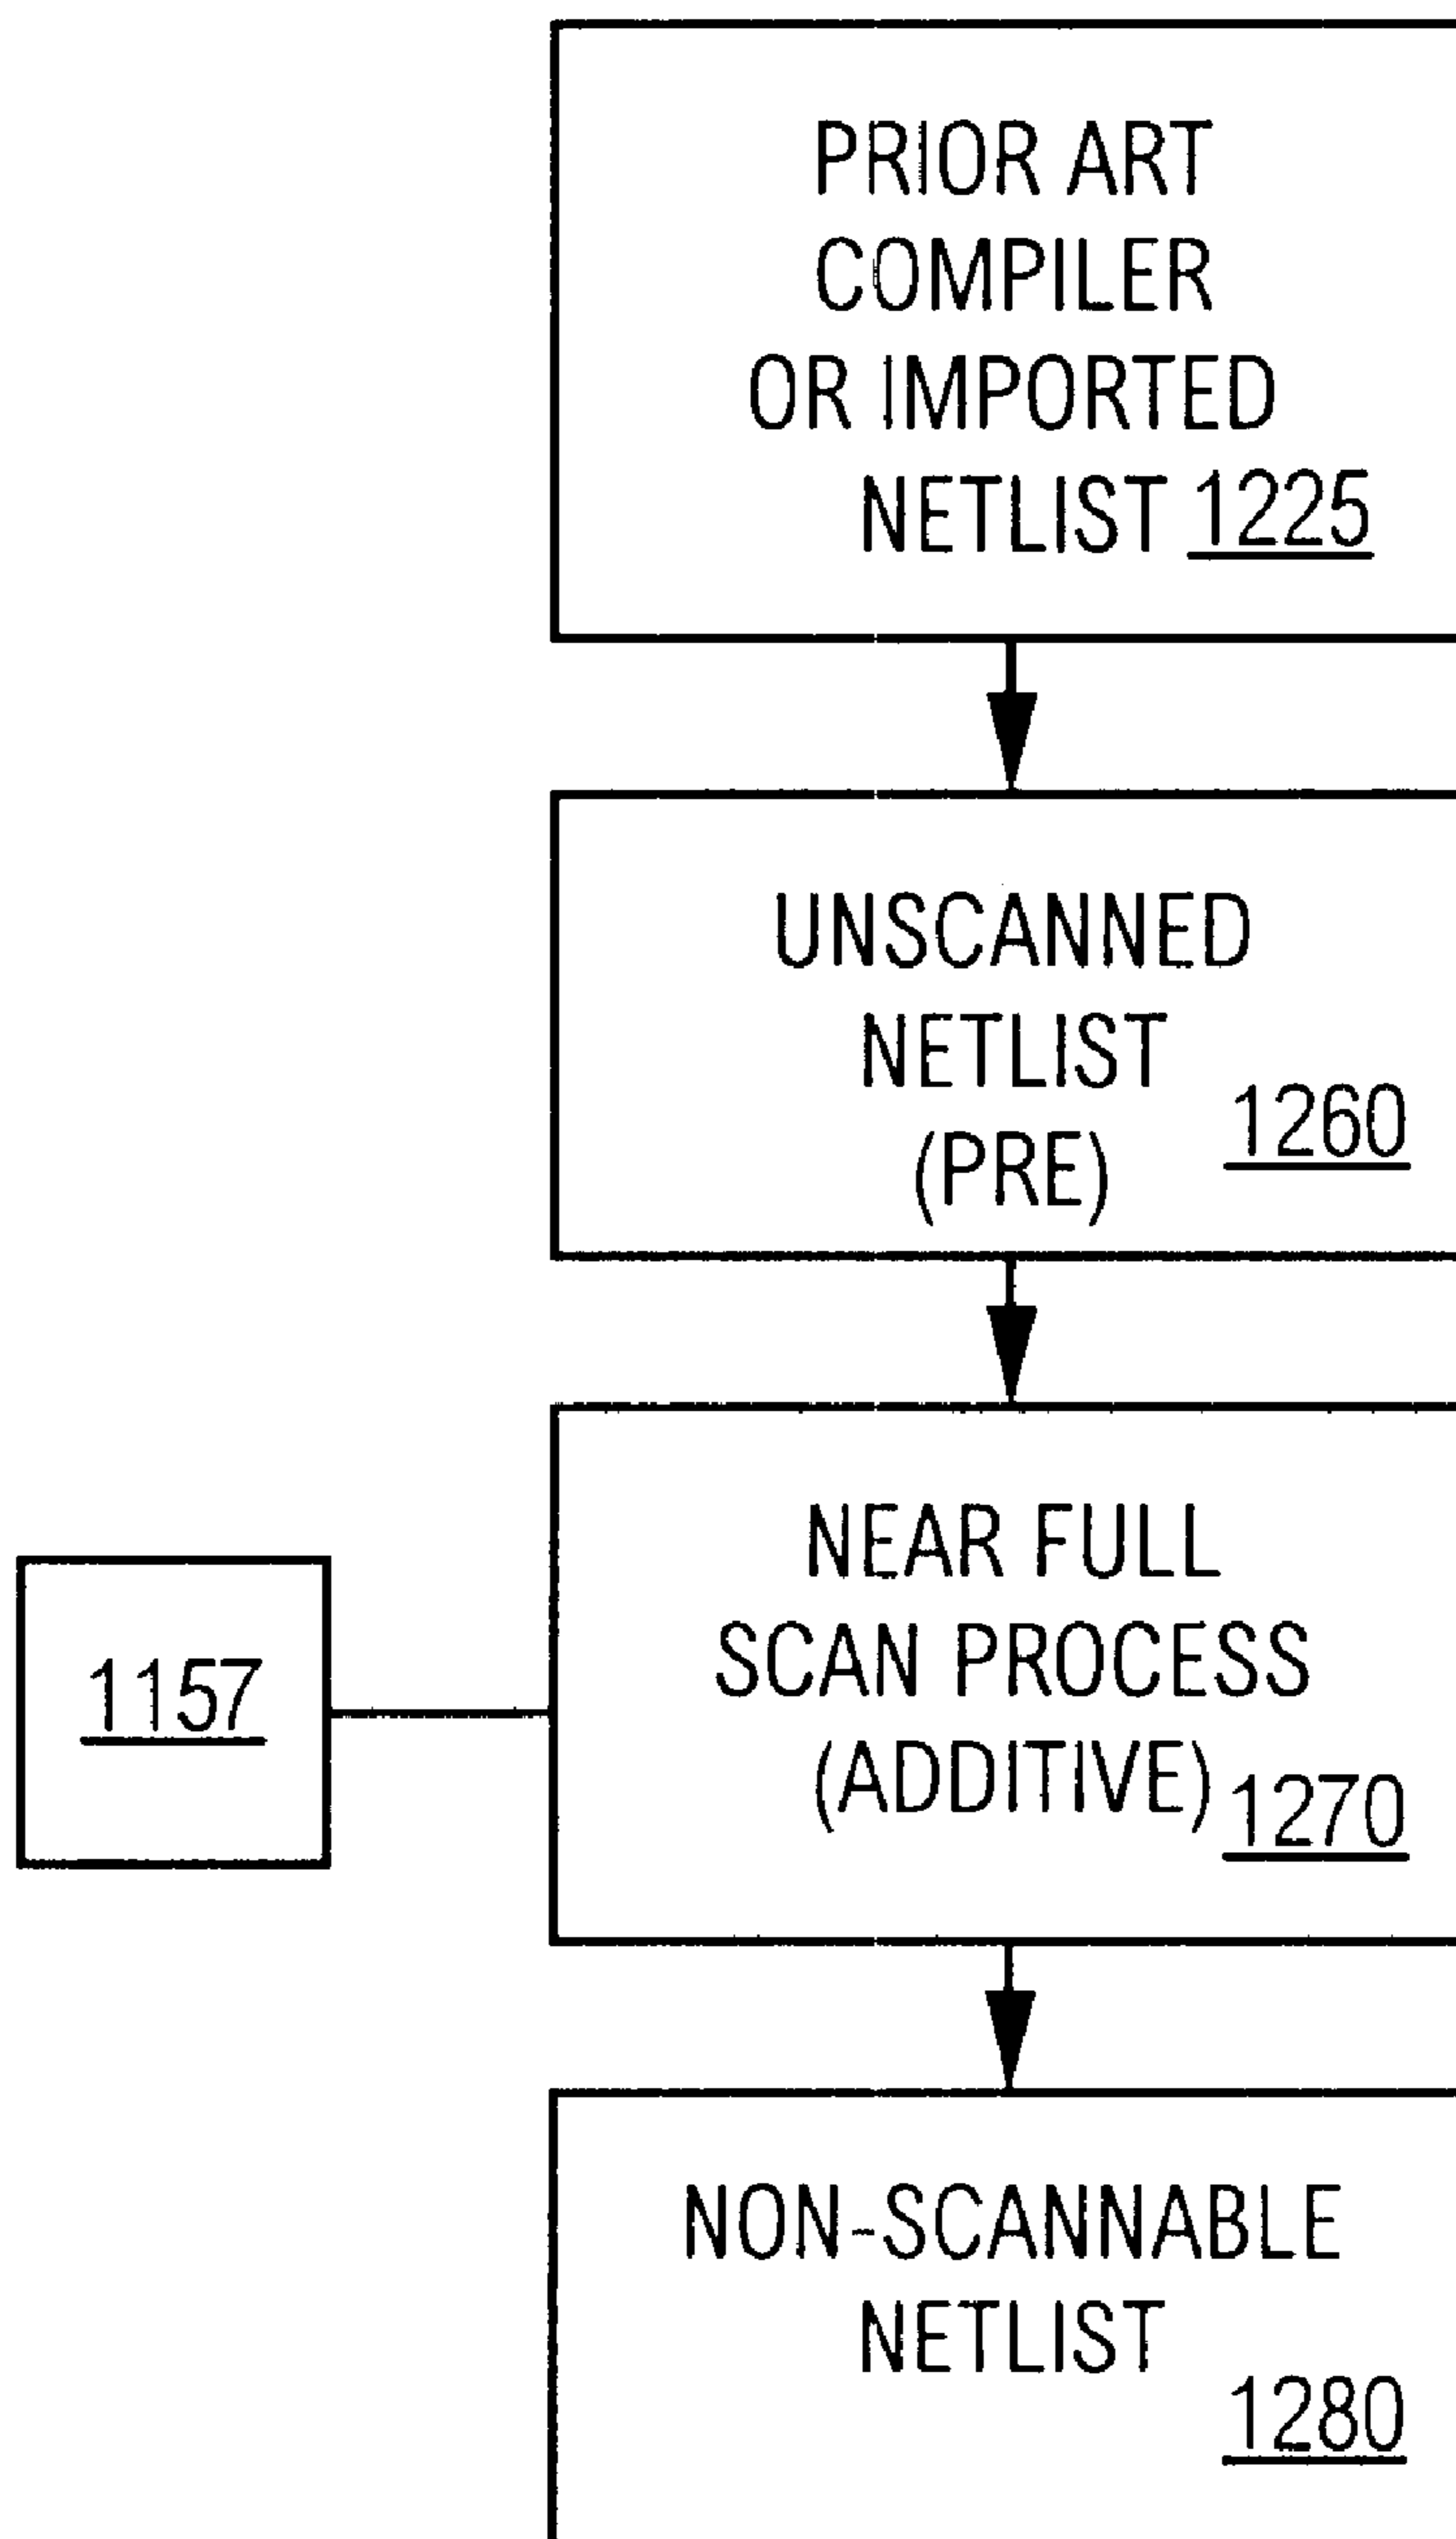 PRIOR ART
COMPILER
OR IMPORTED
NETLIST 1225
UNSCANNED
NETLIST
(PRE)
1260
NEAR FULL
SCAN PROCESS
(ADDITIVE) 1270
1157
NON-SCANNABLE
NETLIST
1280